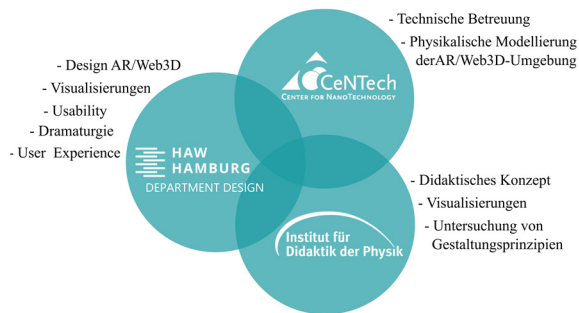 - Technische Betreuung
- Physikalische Modellierung
derAR/Web3D-Umgebung
CeNTech
CENTER FOR NANOTECHNOLOGY
- Design AR/Web3D
- Visualisierungen
- Usability
- Dramaturgie
- User Experience
HAW
HAMBURG
DEPARTMENT DESIGN
- Didaktisches Konzept
- Visualisierungen
- Untersuchung von
Gestaltungsprinzipien
Institut für
Didaktik der Physik